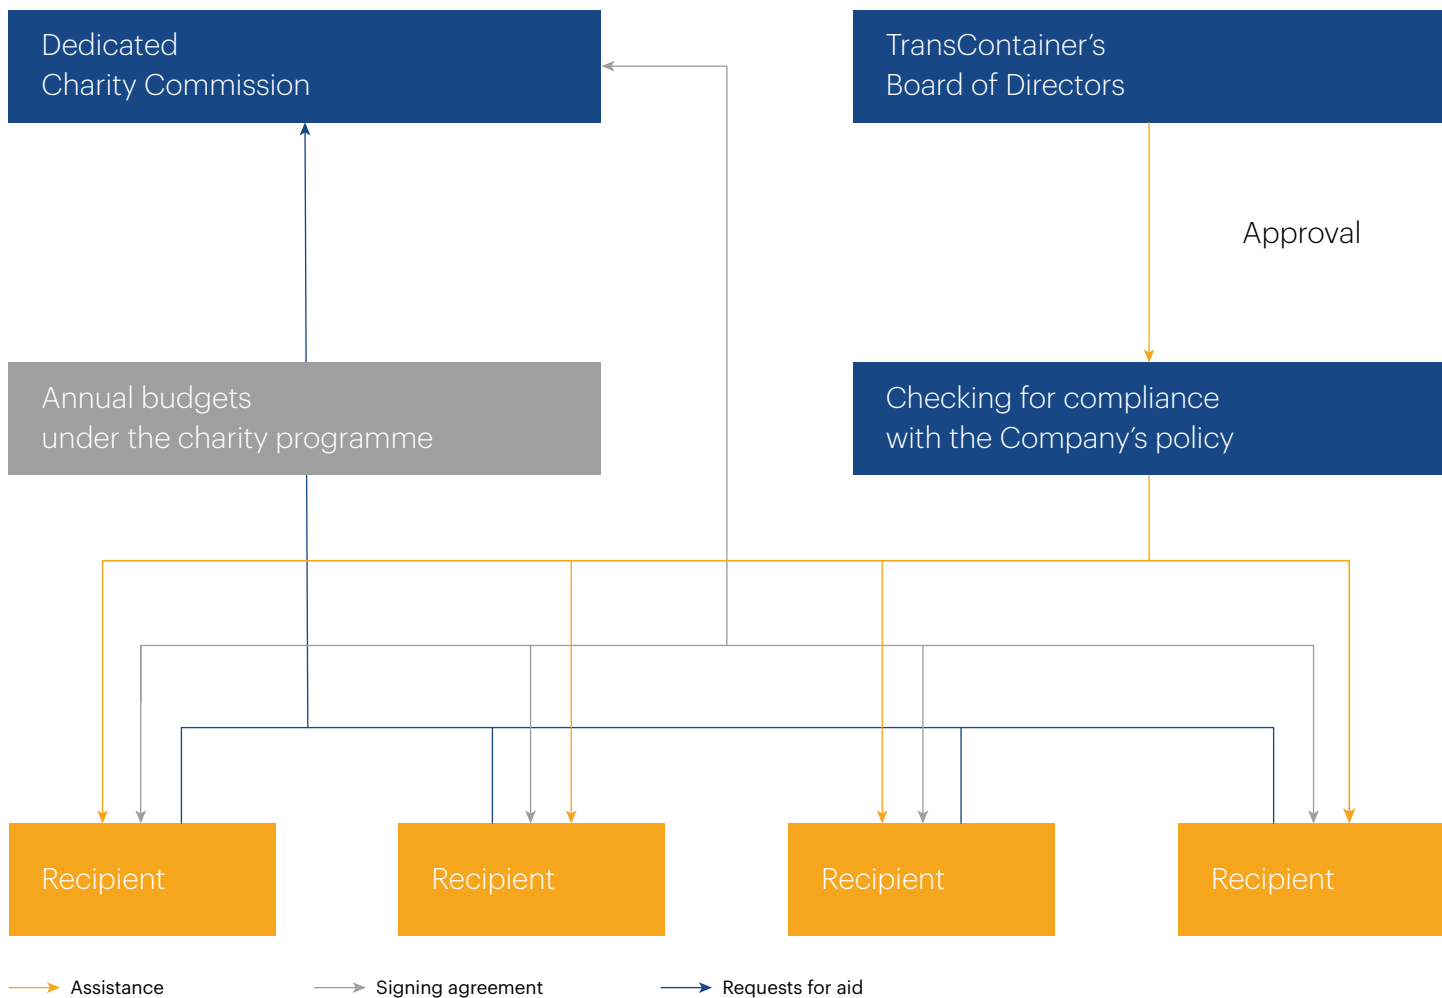 Dedicated
Charity Commission
TransContainer’s
Board of Directors
Approval
Annual budgets
under the charity programme
Checking for compliance
with the Company’s policy
Recipient
Recipient
Recipient
Recipient
Assistance
Signing agreement
Requests for aid